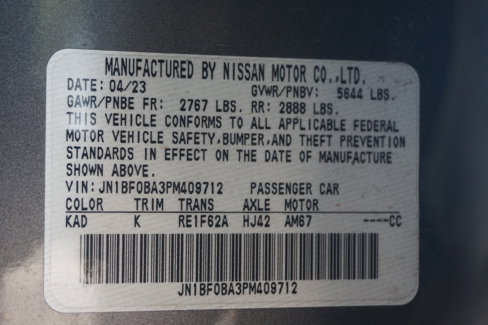 MANUFACTURED BY NISSAN MOTOR CO.,LTD.
DATE: 04/23 GVWR/PNBV: 5644 LBS.
GAWR/PNBE FR: 2767 LBS. RR: 2888 LBS.
THIS VEHICLE CONFORMS TO ALL APPLICABLE FEDERAL
MOTOR VEHICLE SAFETY,BUMPER,AND THEFT PREVENTION
STANDARDS IN EFFECT ON THE DATE OF MANUFACTURE
SHOWN ABOVE.
VIN: JN1BF0BA3PM409712 PASSENGER CAR
COLOR TRIM TRANS AXLE MOTOR
KAD K RE1F62A HJ42 AM67 ----CC
JN1BF0BA3PM409712